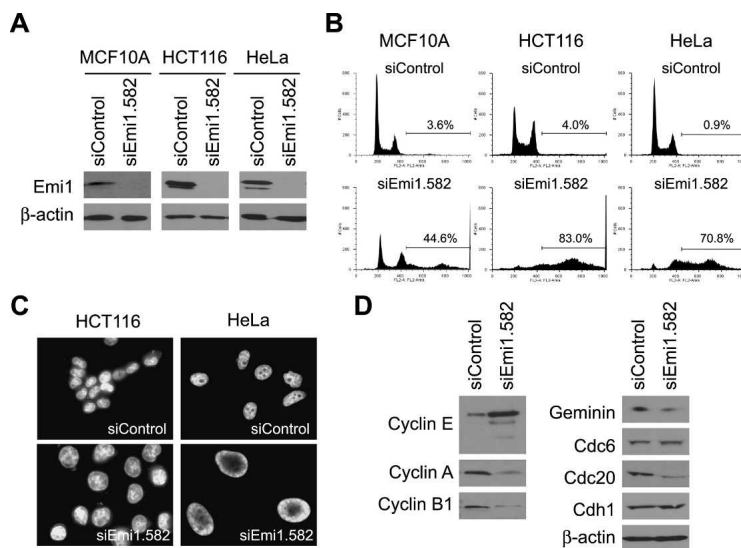 A
MCF10A HCT116 HeLa
siControl
siEmi1.582
siControl
siEmi1.582
siControl
siEmi1.582
Emi1
β-actin
B
MCF10A HCT116 HeLa
siControl siControl siControl
3.6% 4.0% 0.9%
siEmi1.582 siEmi1.582 siEmi1.582
44.6% 83.0% 70.8%
C
HCT116 HeLa
siControl siControl
siEmi1.582 siEmi1.582
D
siControl
siEmi1.582
Cyclin E
Cyclin A
Cyclin B1
siControl
siEmi1.582
Geminin
Cdc6
Cdc20
Cdh1
β-actin